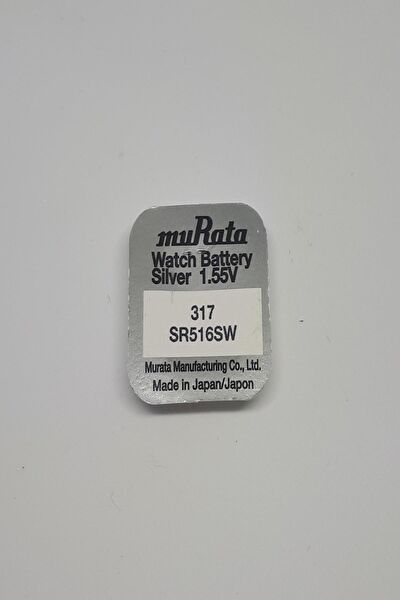 muRata
Watch Battery
Silver 1.55V
317
SR516SW
Murata Manufacturing Co., Ltd.
Made in Japan/Japon